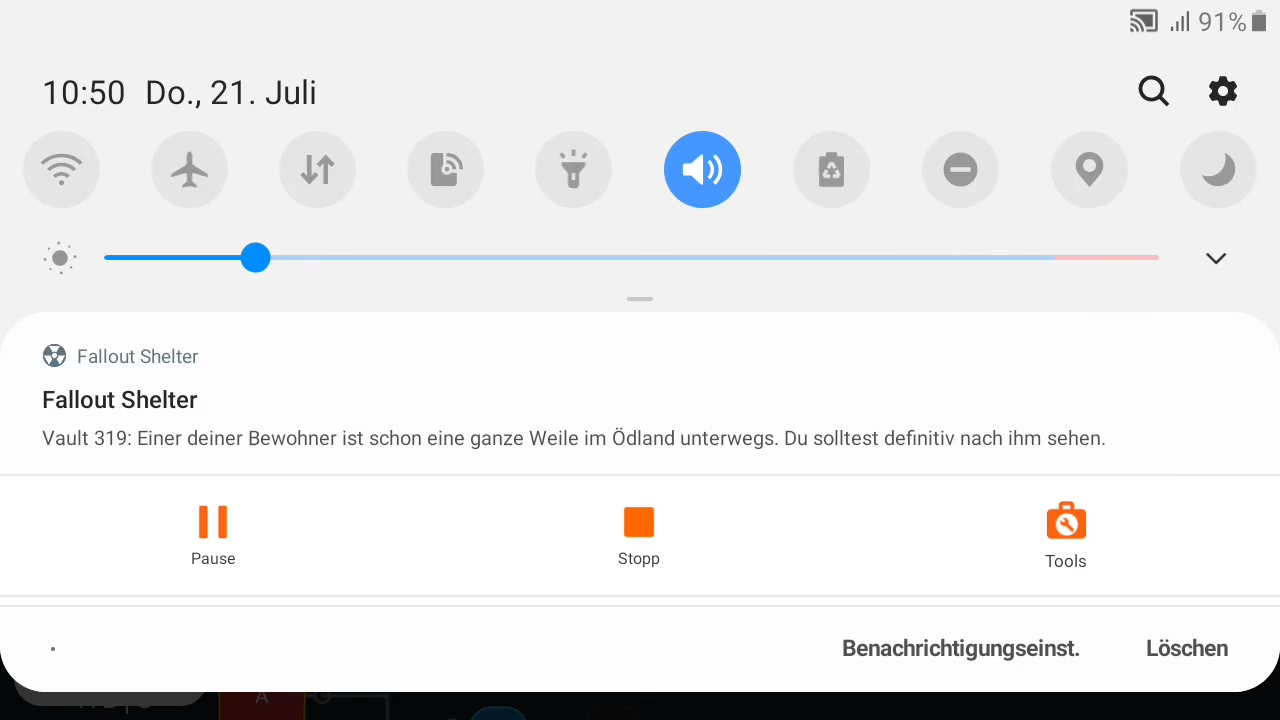 91%
10:50 Do., 21. Juli
Fallout Shelter
Fallout Shelter
Vault 319: Einer deiner Bewohner ist schon eine ganze Weile im Ödland unterwegs. Du solltest definitiv nach ihm sehen.
Pause Stopp Tools
Benachrichtigungseinst. Löschen
A